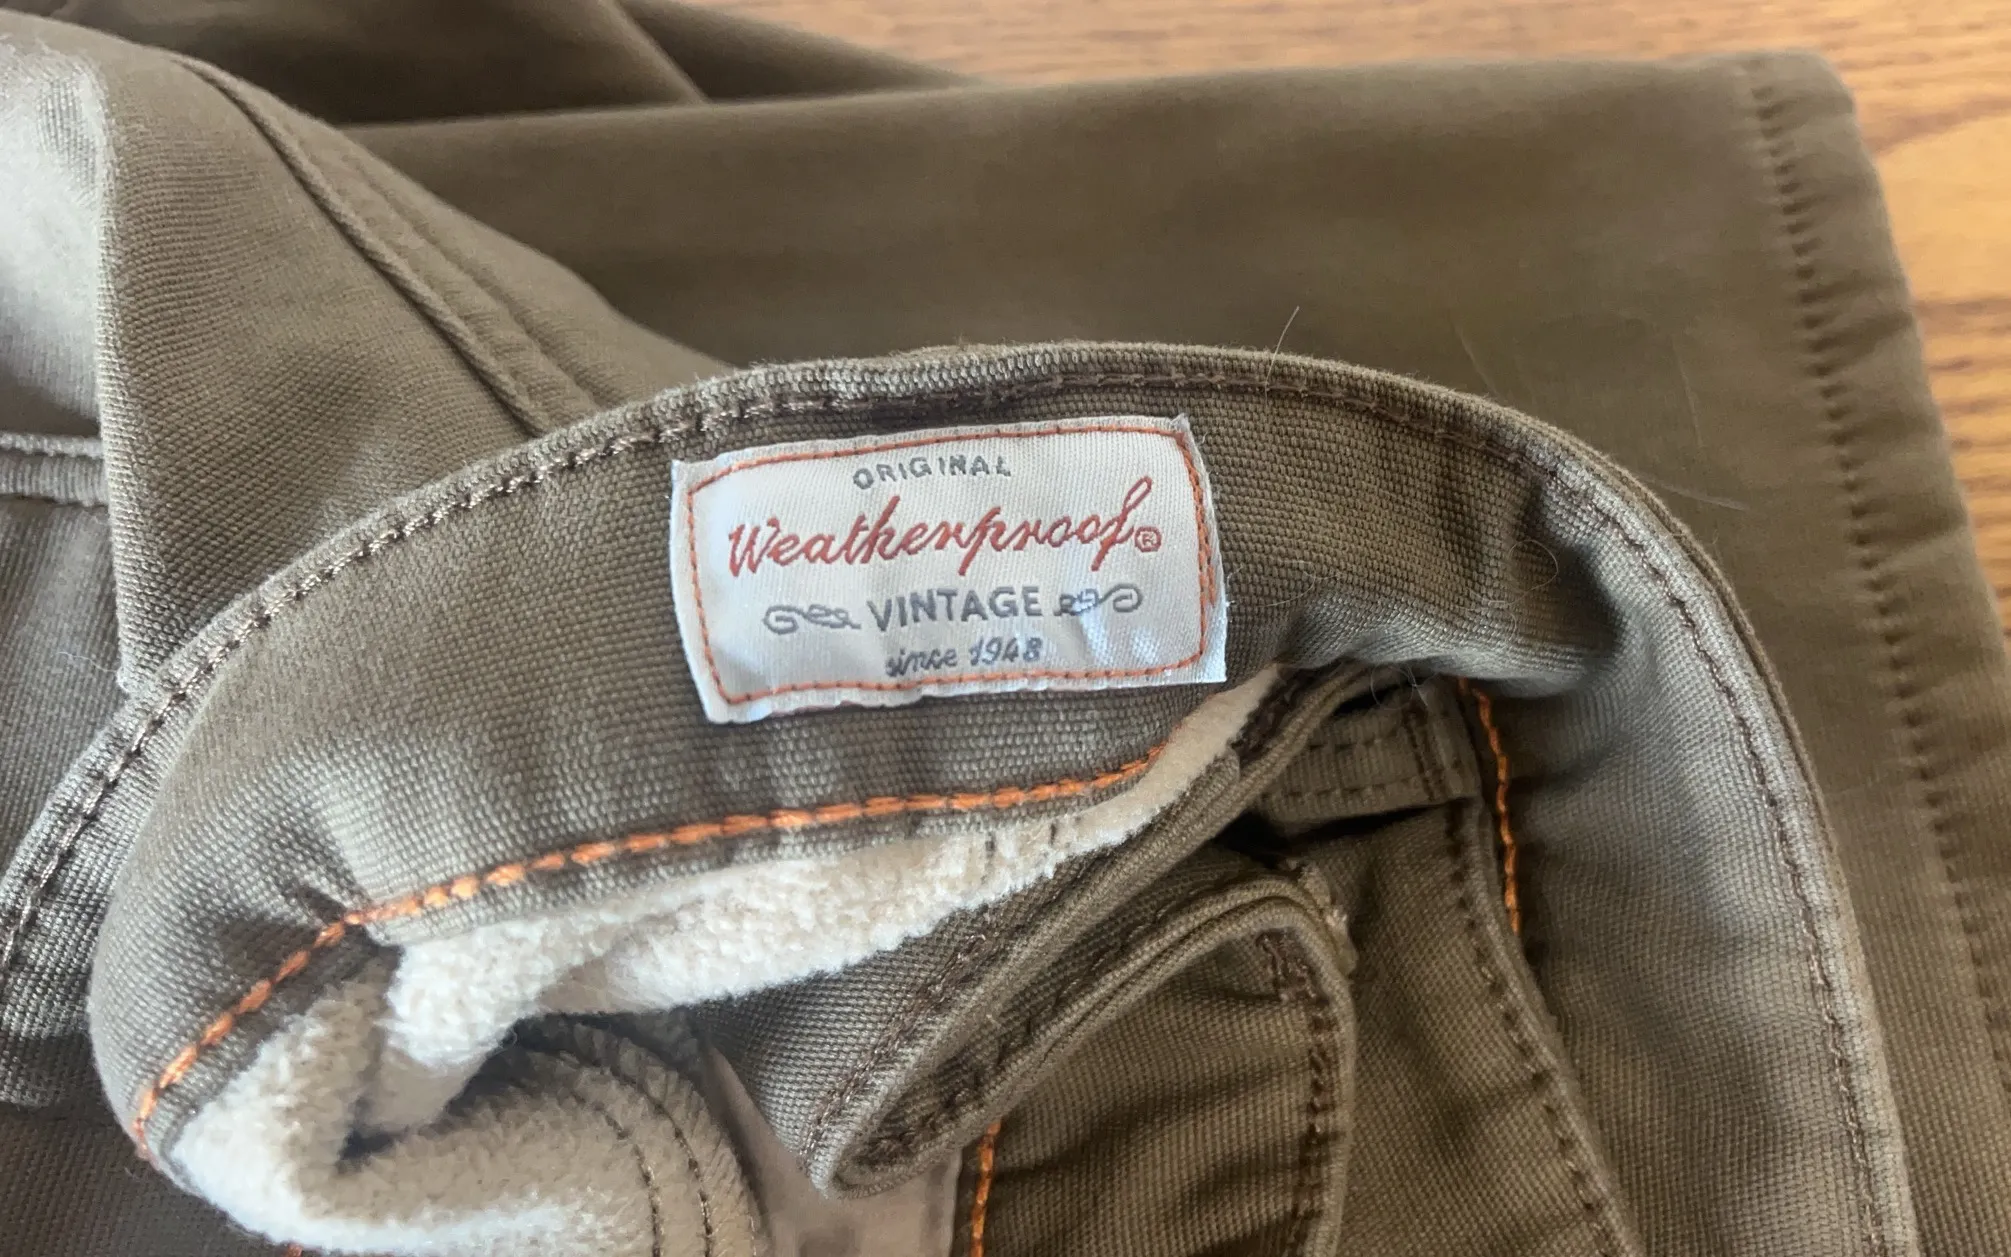 ORIGINAL
Weatherproof®
VINTAGE
since 1948